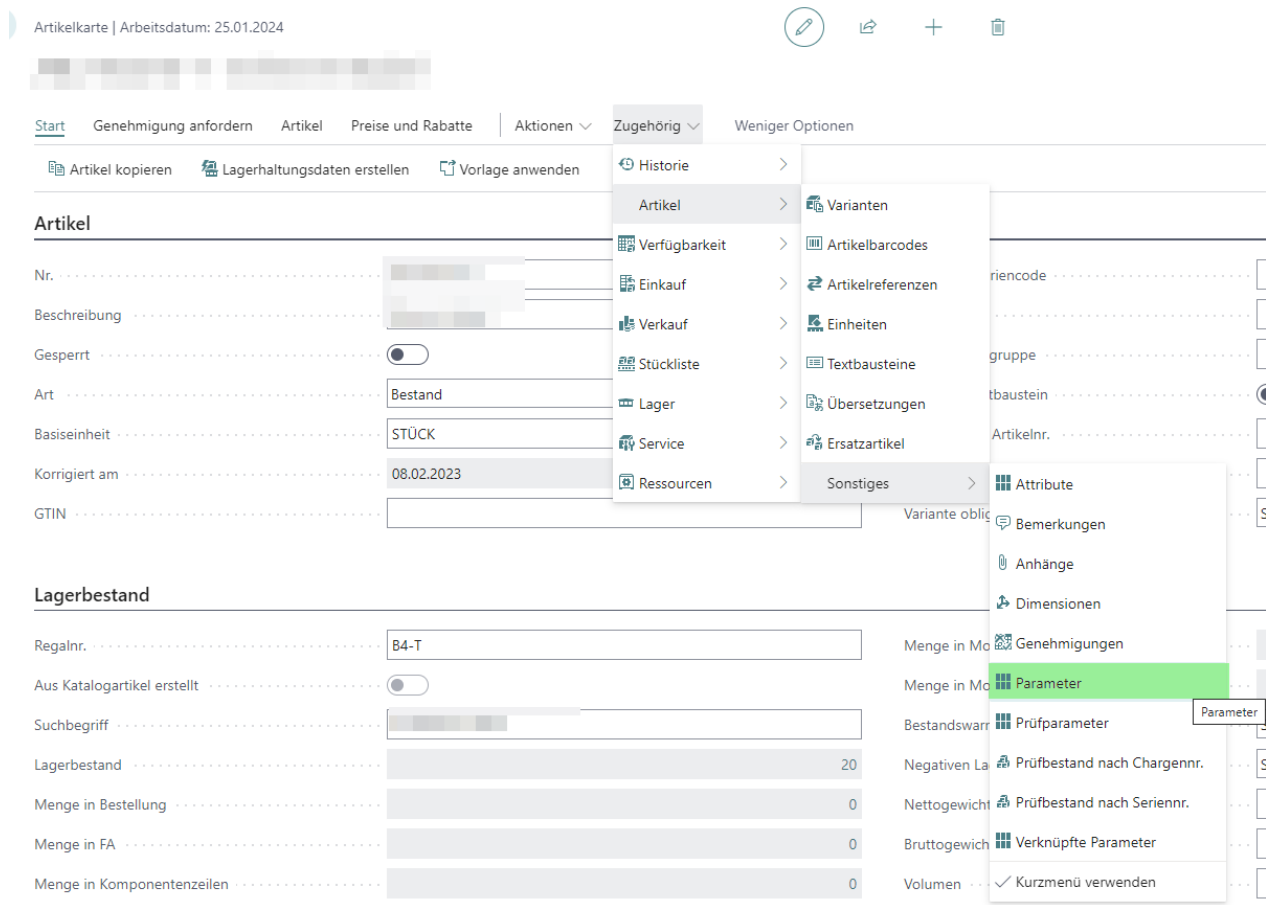 Artikelkarte | Arbeitsdatum: 25.01.2024
Start Genehmigung anfordern Artikel Preise und Rabatte Aktionen Zugehörig Weniger Optionen
Artikel kopieren Lagerhaltungsdaten erstellen Vorlage anwenden
Historie
Artikel
Verfügbarkeit
Einkauf
Verkauf
Stückliste
Lager
Service
Ressourcen
Varianten
Artikelbarcodes
Artikelreferenzen
Einheiten
Textbausteine
Übersetzungen
Ersatzartikel
Sonstiges
Attribute
Bemerkungen
Anhänge
Dimensionen
Genehmigungen
Parameter
Parameter
Prüfparameter
Prüfbestand nach Chargennr.
Prüfbestand nach Seriennr.
Verknüpfte Parameter
Kurzmenü verwenden
Artikel
Nr.
riencode
Beschreibung
Gesperrt
gruppe
Art Bestand
tbaustein
Basiseinheit STÜCK
Artikelnr.
Korrigiert am 08.02.2023
GTIN
Variante oblig
Lagerbestand
Regalnr. B4-T
Menge in Mo
Aus Katalogartikel erstellt
Menge in Mo
Suchbegriff
Bestandswarn
Lagerbestand 20
Negativen La
Menge in Bestellung 0
Nettogewicht
Menge in FA 0
Bruttogewich
Menge in Komponentenzeilen 0
Volumen